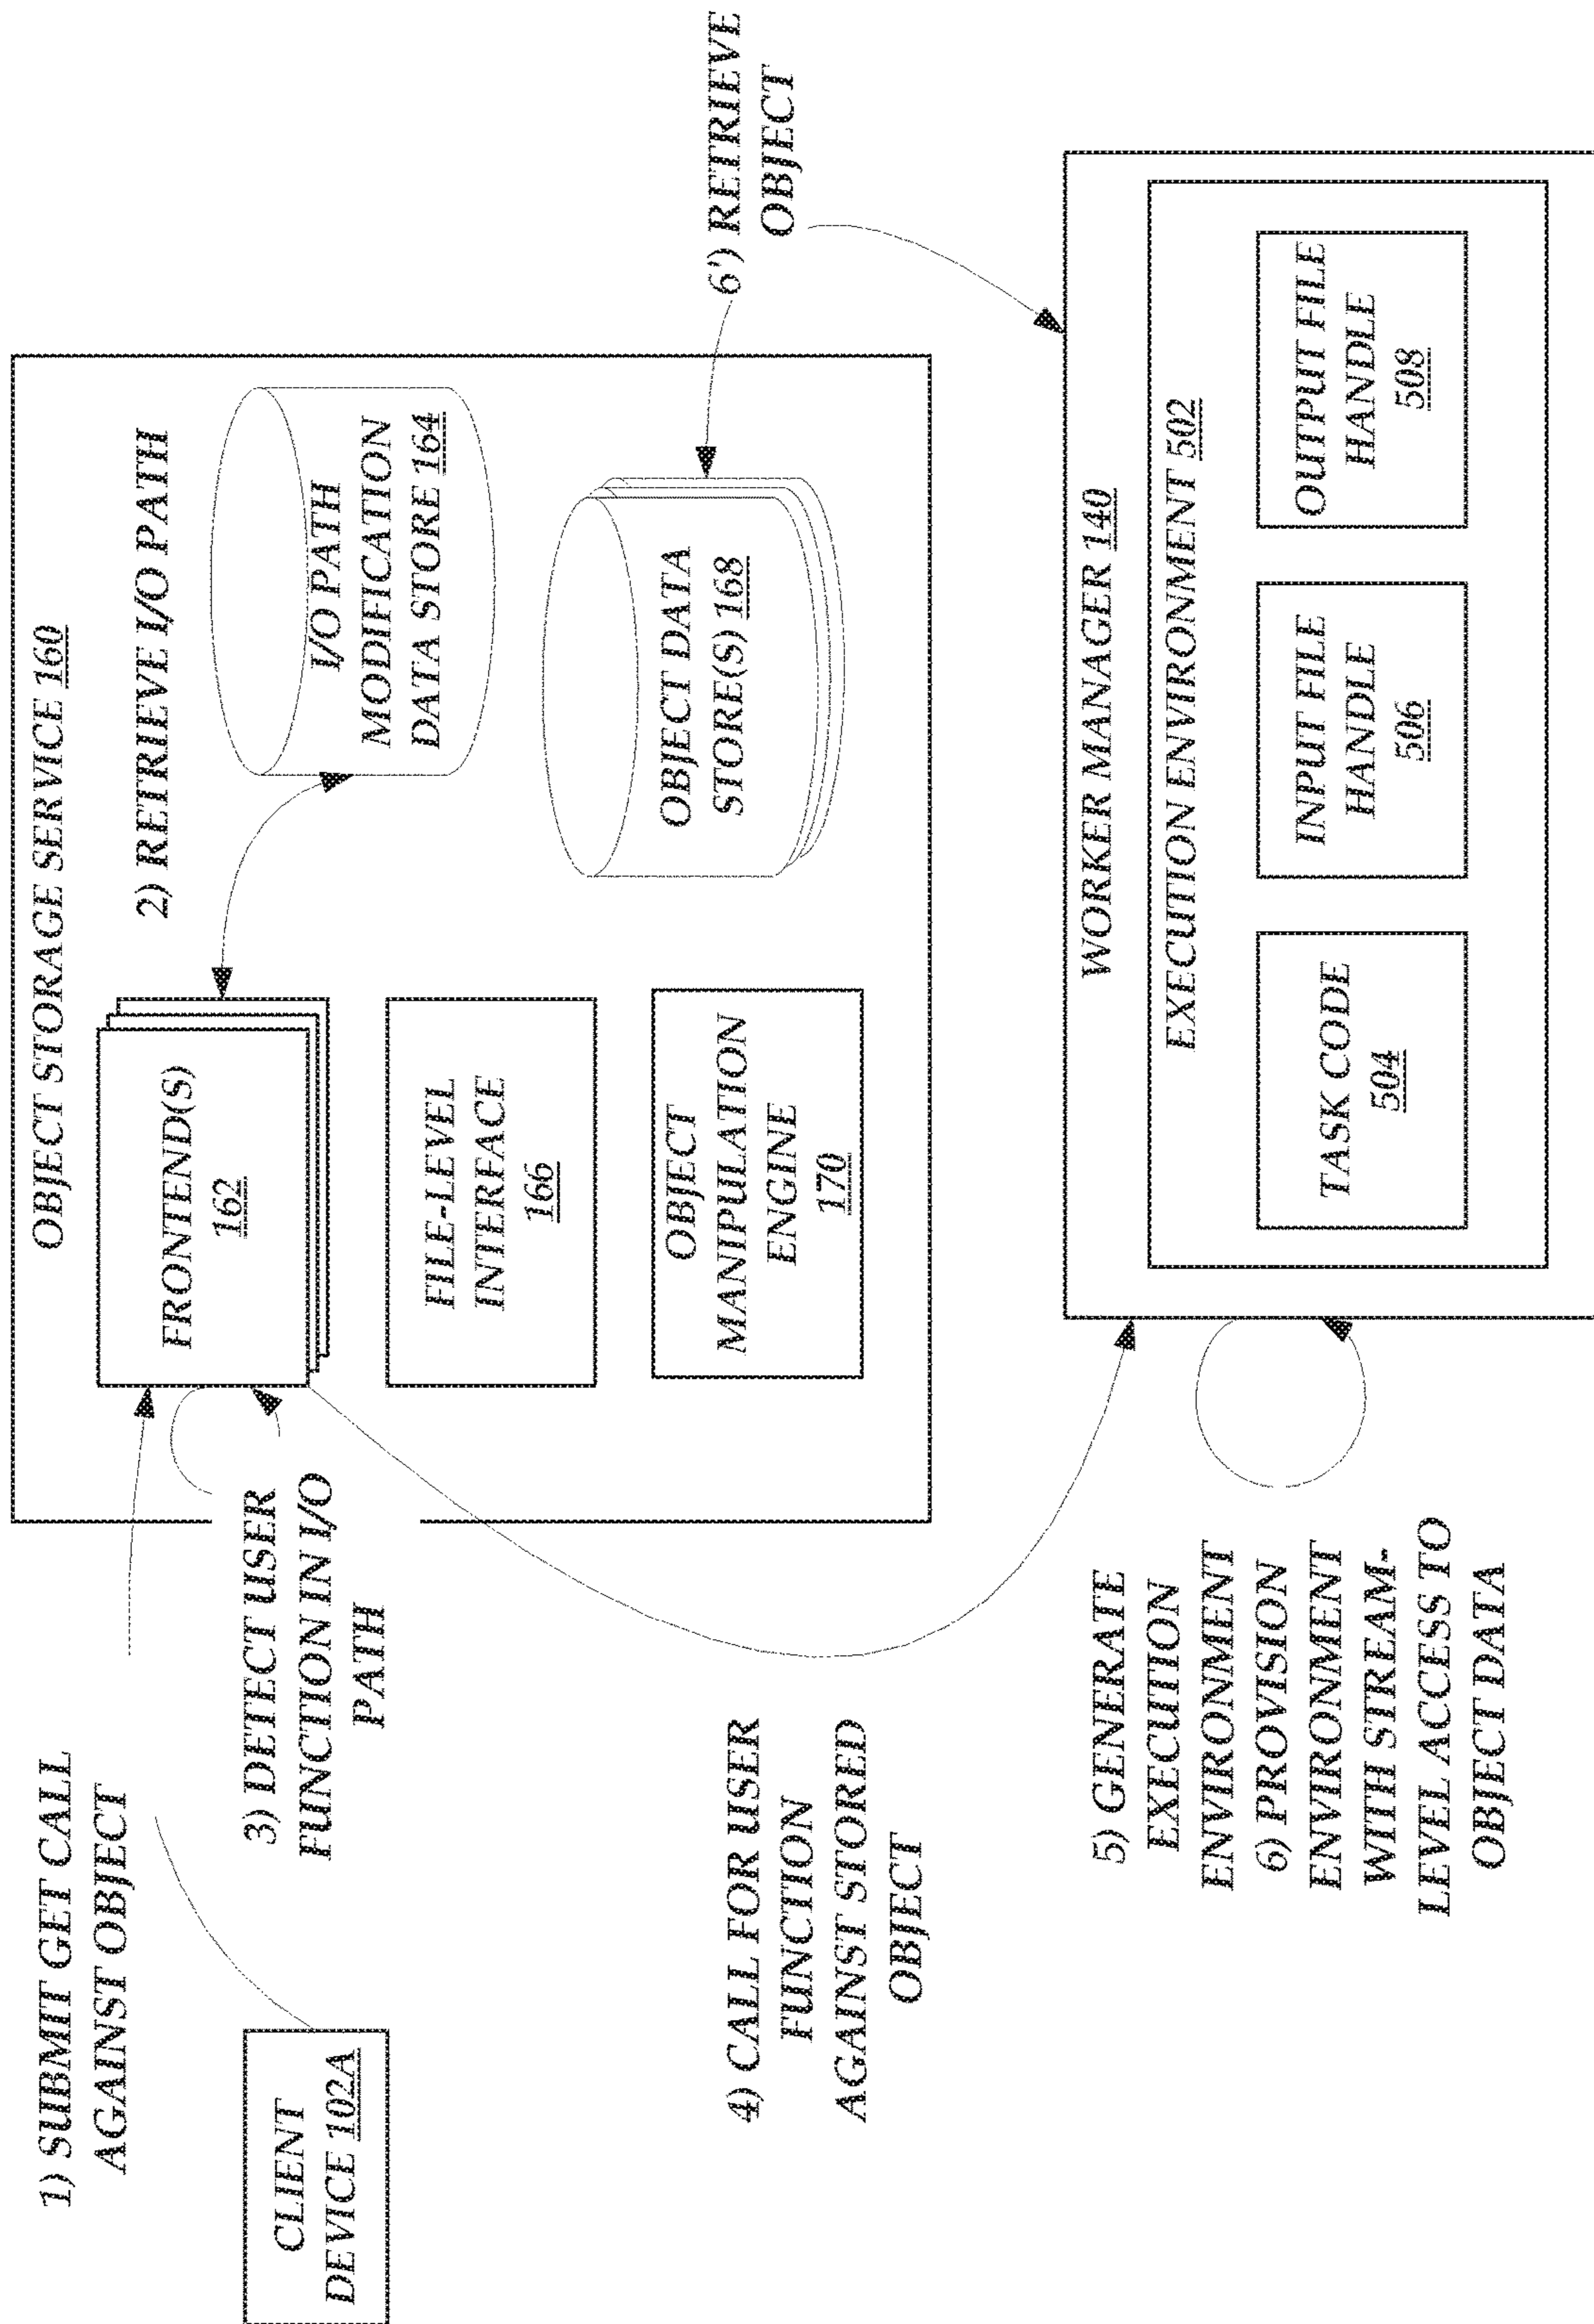 1) SUBMIT GET CALL
AGAINST OBJECT
CLIENT
DEVICE 102A
3) DETECT USER
FUNCTION IN I/O
PATH
4) CALL FOR USER
FUNCTION
AGAINST STORED
OBJECT
OBJECT STORAGE SERVICE 160
FRONTEND(S)
162
2) RETRIEVE I/O PATH
I/O PATH
MODIFICATION
DATA STORE 164
FILE-LEVEL
INTERFACE
166
OBJECT DATA
STORE(S) 168
OBJECT
MANIPULATION
ENGINE
170
6') RETRIEVE
OBJECT
5) GENERATE
EXECUTION
ENVIRONMENT
6) PROVISION
ENVIRONMENT
WITH STREAM-
LEVEL ACCESS TO
OBJECT DATA
WORKER MANAGER 140
EXECUTION ENVIRONMENT 502
TASK CODE
504
INPUT FILE
HANDLE
506
OUTPUT FILE
HANDLE
508